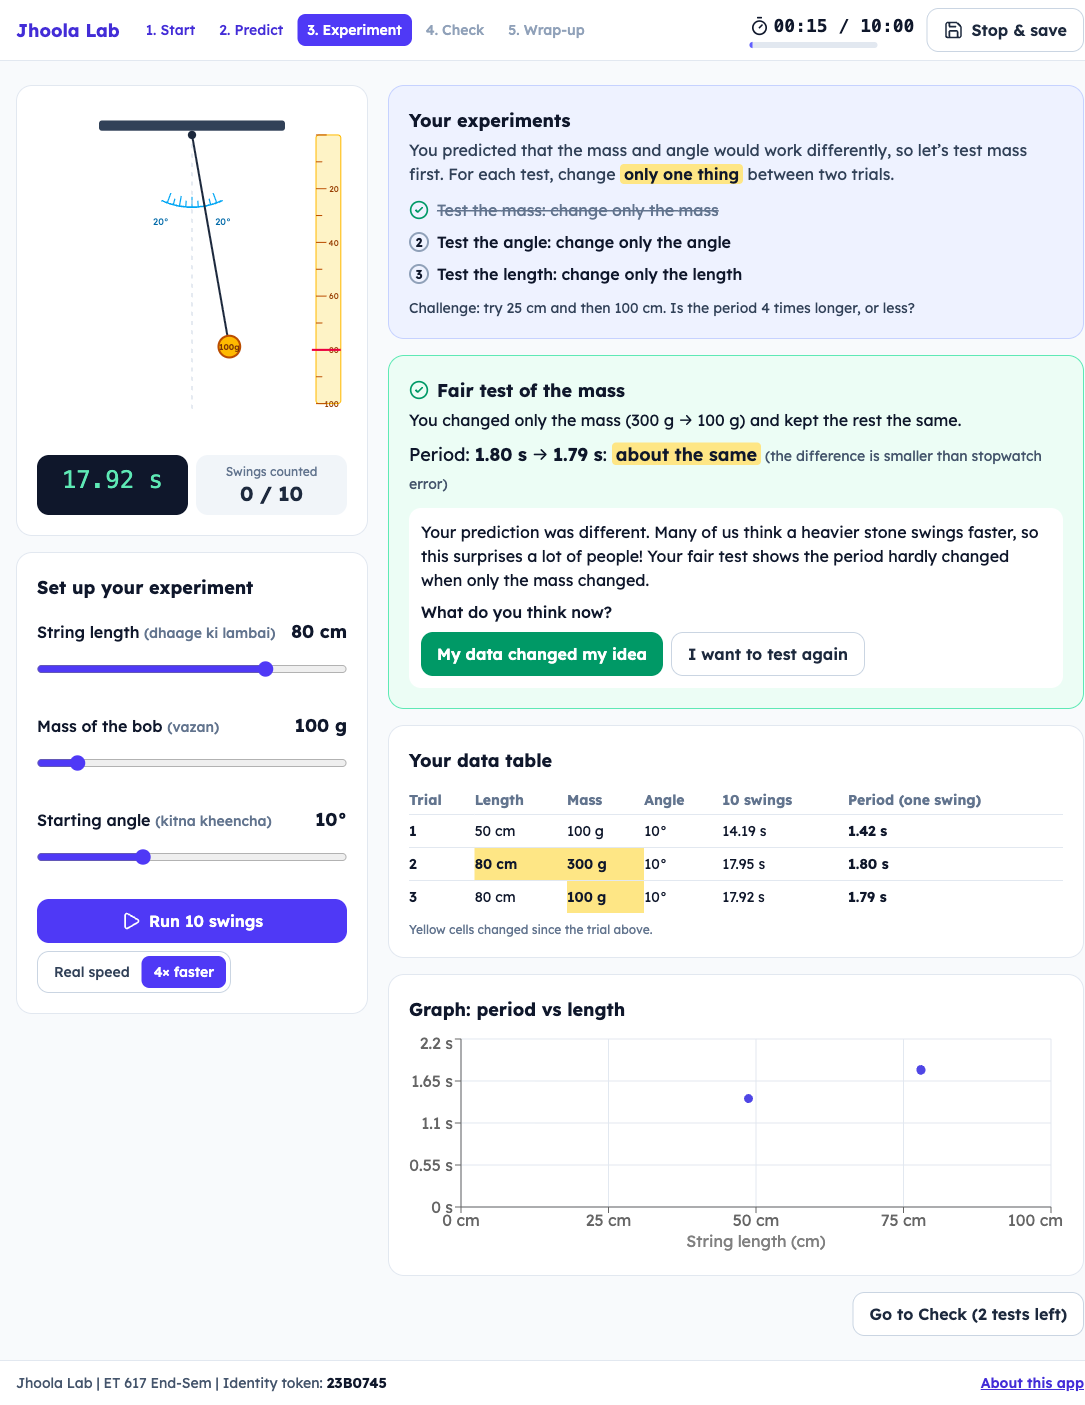 Jhoola Lab
1. Start
2. Predict
3. Experiment
4. Check
5. Wrap-up
00:15 / 10:00
Stop & save
20°
20°
100g
20
40
60
80
100
17.92 s
Swings counted
0 / 10
Set up your experiment
String length (dhaage ki lambai) 80 cm
Mass of the bob (vazan) 100 g
Starting angle (kitna kheencha) 10°
Run 10 swings
Real speed
4× faster
Your experiments
You predicted that the mass and angle would work differently, so let's test mass
first. For each test, change only one thing between two trials.
Test the mass: change only the mass
2 Test the angle: change only the angle
3 Test the length: change only the length
Challenge: try 25 cm and then 100 cm. Is the period 4 times longer, or less?
Fair test of the mass
You changed only the mass (300 g → 100 g) and kept the rest the same.
Period: 1.80 s → 1.79 s: about the same (the difference is smaller than stopwatch
error)
Your prediction was different. Many of us think a heavier stone swings faster, so
this surprises a lot of people! Your fair test shows the period hardly changed
when only the mass changed.
What do you think now?
My data changed my idea
I want to test again
Your data table
Trial Length Mass Angle 10 swings Period (one swing)
1 50 cm 100 g 10° 14.19 s 1.42 s
2 80 cm 300 g 10° 17.95 s 1.80 s
3 80 cm 100 g 10° 17.92 s 1.79 s
Yellow cells changed since the trial above.
Graph: period vs length
2.2 s
1.65 s
1.1 s
0.55 s
0 s
0 cm 25 cm 50 cm 75 cm 100 cm
String length (cm)
Go to Check (2 tests left)
Jhoola Lab | ET 617 End-Sem | Identity token: 23B0745
About this app